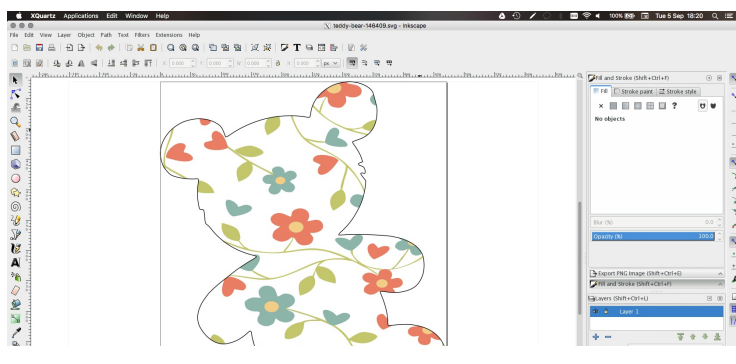 XQuartz Applications Edit Window Help 100% Tue 5 Sep 18:20
teddy-bear-146409.svg - Inkscape
File Edit View Layer Object Path Text Filters Extensions Help
X 0.000 Y 0.000 W 0.000 H 0.000 px
Fill and Stroke (Shift+Ctrl+F)
Fill Stroke paint Stroke style
No objects
Blur (%) 0.0
Opacity (%) 100.0
Export PNG Image (Shift+Ctrl+E)
Fill and Stroke (Shift+Ctrl+F)
Layers (Shift+Ctrl+L)
Layer 1